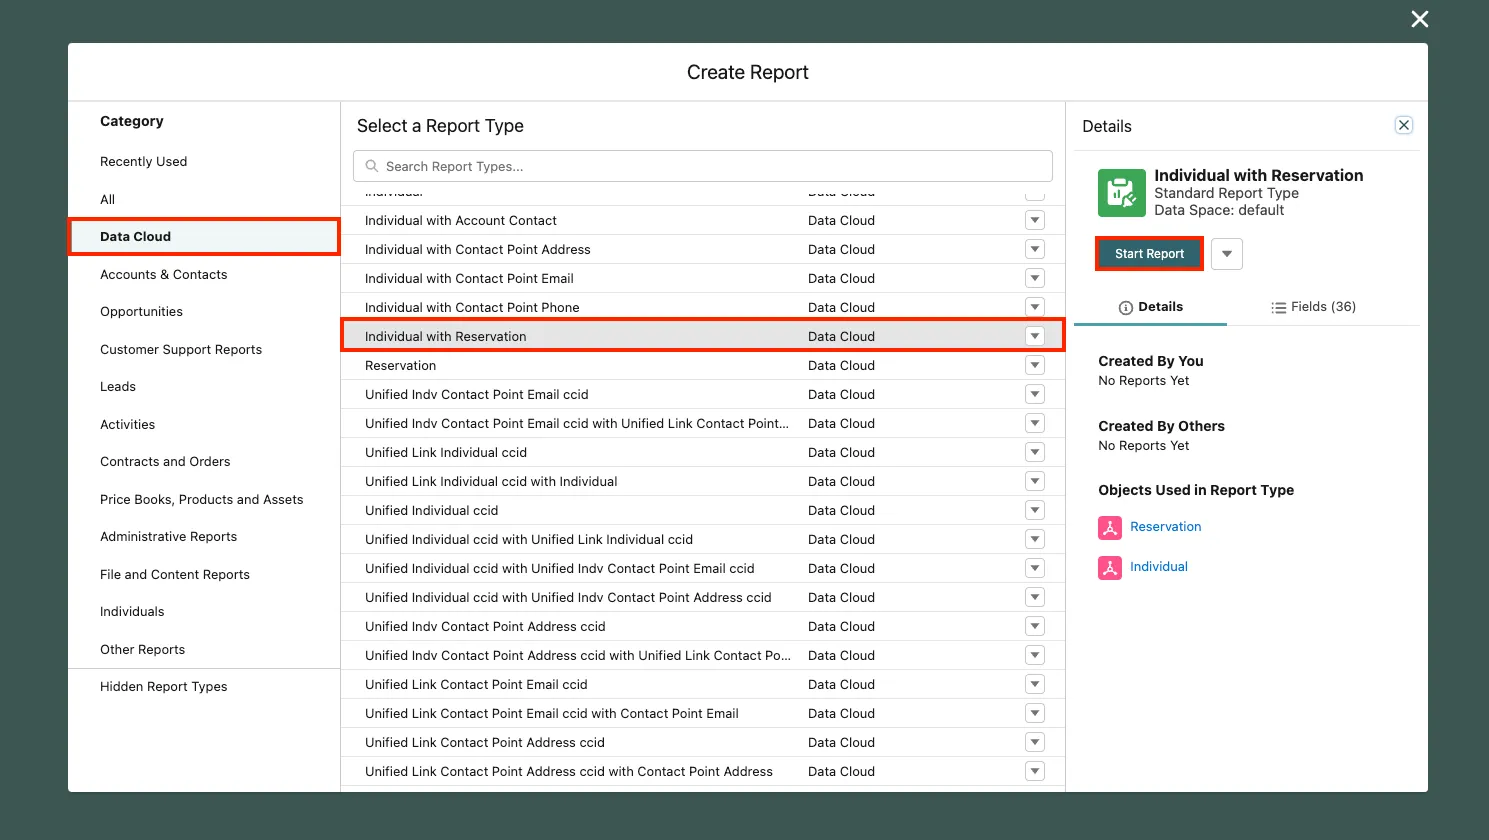 Create Report
Category
Recently Used
All
Data Cloud
Accounts & Contacts
Opportunities
Customer Support Reports
Leads
Activities
Contracts and Orders
Price Books, Products and Assets
Administrative Reports
File and Content Reports
Individuals
Other Reports
Hidden Report Types
Select a Report Type
Search Report Types...
Individual Data Cloud
Individual with Account Contact Data Cloud
Individual with Contact Point Address Data Cloud
Individual with Contact Point Email Data Cloud
Individual with Contact Point Phone Data Cloud
Individual with Reservation Data Cloud
Reservation Data Cloud
Unified Indv Contact Point Email ccid Data Cloud
Unified Indv Contact Point Email ccid with Unified Link Contact Point... Data Cloud
Unified Link Individual ccid Data Cloud
Unified Link Individual ccid with Individual Data Cloud
Unified Individual ccid Data Cloud
Unified Individual ccid with Unified Link Individual ccid Data Cloud
Unified Individual ccid with Unified Indv Contact Point Email ccid Data Cloud
Unified Individual ccid with Unified Indv Contact Point Address ccid Data Cloud
Unified Indv Contact Point Address ccid Data Cloud
Unified Indv Contact Point Address ccid with Unified Link Contact Po... Data Cloud
Unified Link Contact Point Email ccid Data Cloud
Unified Link Contact Point Email ccid with Contact Point Email Data Cloud
Unified Link Contact Point Address ccid Data Cloud
Unified Link Contact Point Address ccid with Contact Point Address Data Cloud
Details
Individual with Reservation
Standard Report Type
Data Space: default
Start Report
Details Fields (36)
Created By You
No Reports Yet
Created By Others
No Reports Yet
Objects Used in Report Type
Reservation
Individual